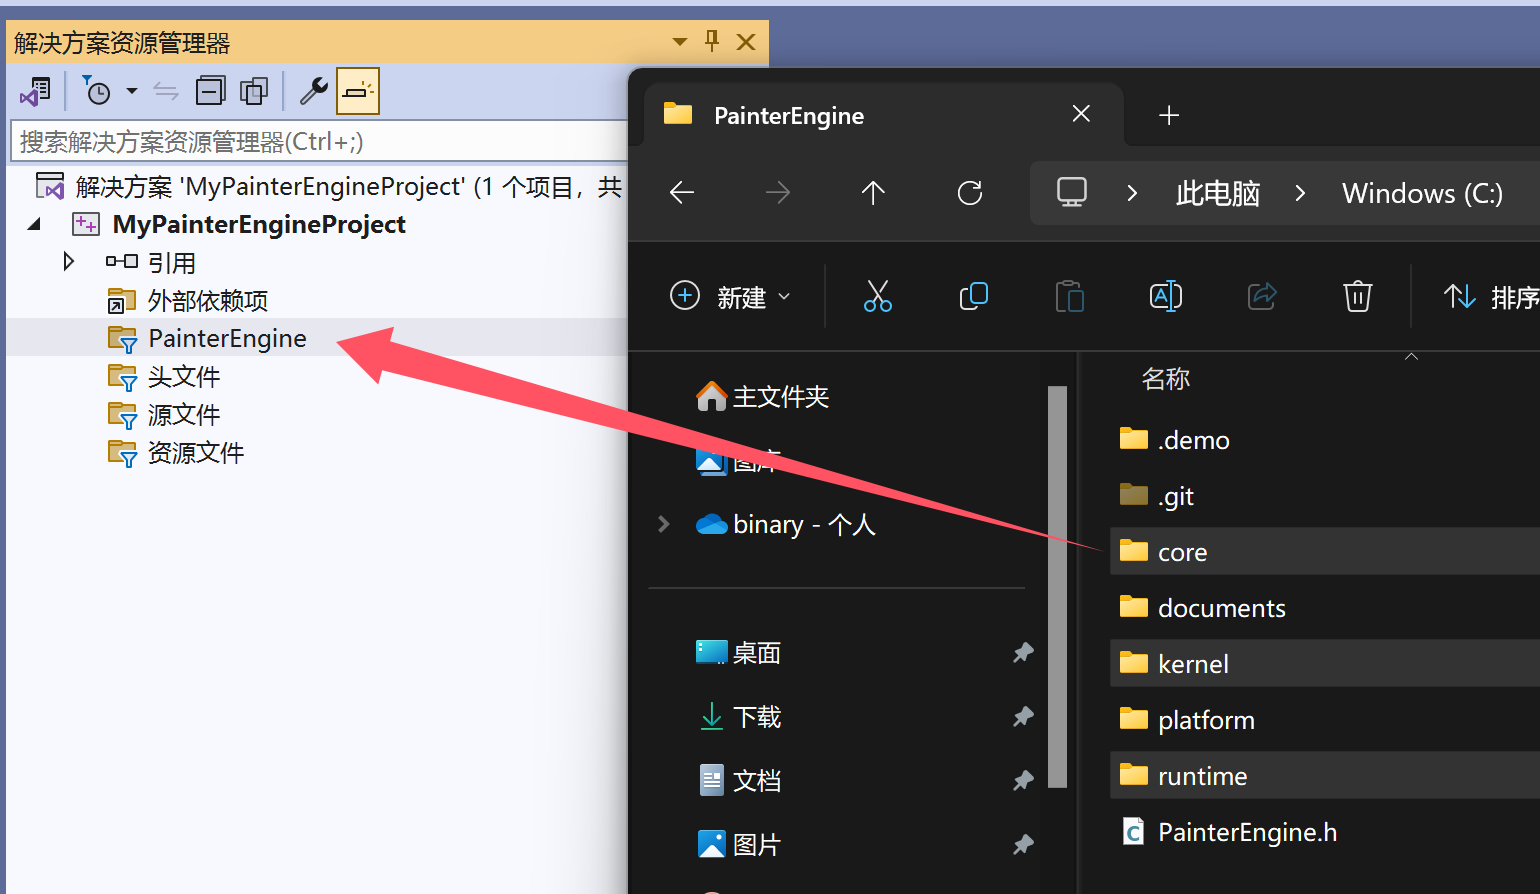 解决方案资源管理器
搜索解决方案资源管理器(Ctrl+;)
解决方案 'MyPainterEngineProject' (1 个项目，共
MyPainterEngineProject
引用
外部依赖项
PainterEngine
头文件
源文件
资源文件
PainterEngine
此电脑
Windows (C:)
新建
排序
主文件夹
图库
binary - 个人
桌面
下载
文档
图片
名称
.demo
.git
core
documents
kernel
platform
runtime
PainterEngine.h